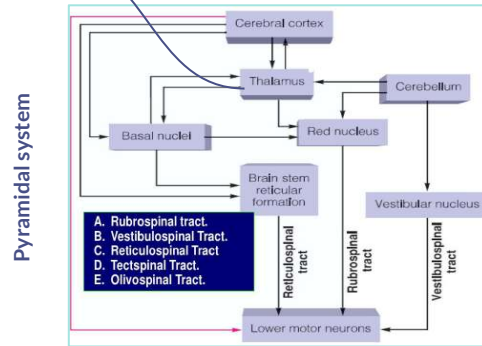 Pyramidal system
Cerebral cortex
Thalamus
Cerebellum
Basal nuclei
Red nucleus
Brain stem
reticular
formation
Vestibular nucleus
A. Rubrospinal tract.
B. Vestibulospinal Tract.
C. Reticulospinal Tract
D. Tectspinal Tract.
E. Olivospinal Tract.
Reticulospinal
tract
Rubrospinal
tract
Vestibulospinal
tract
Lower motor neurons